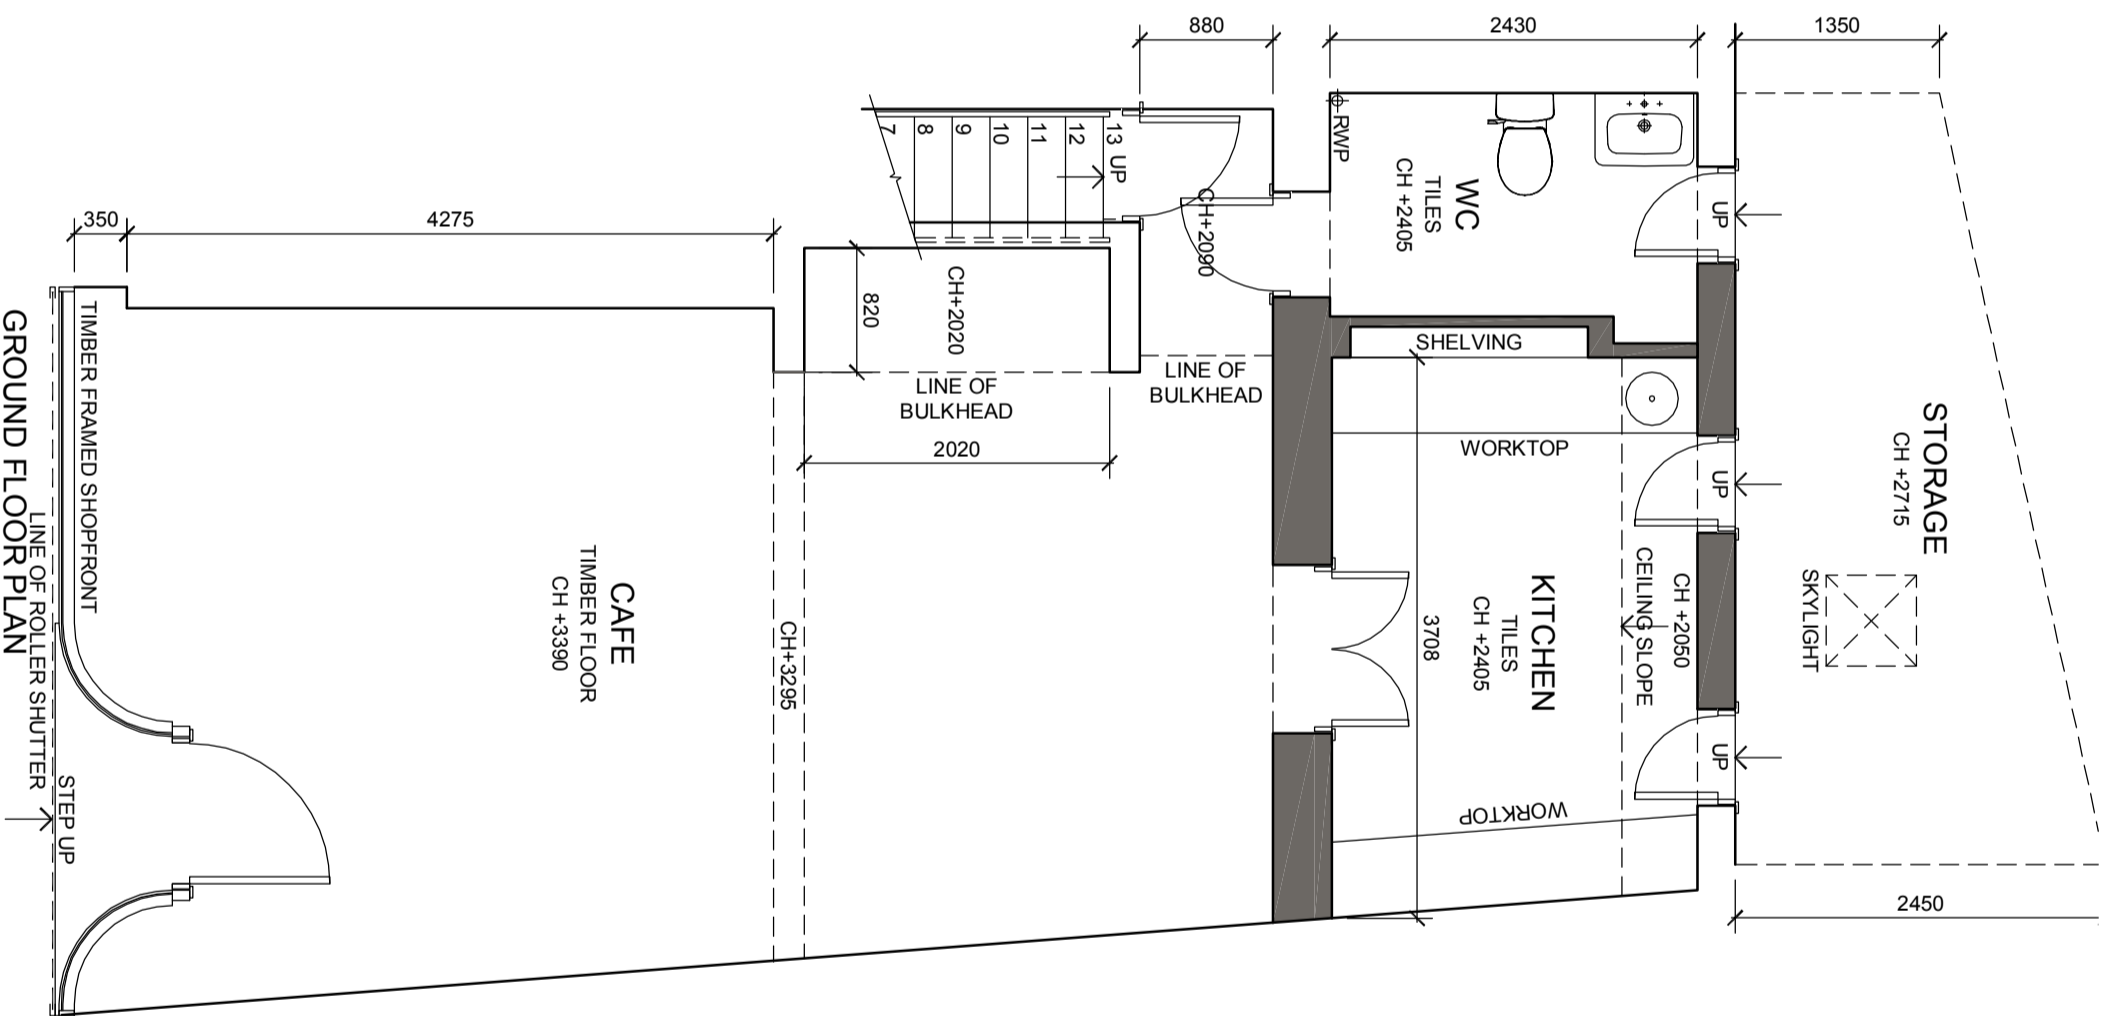 880
2430
1350
350
4275
7
8
9
10
11
12
13
UP
CH+2090
RWP
WC
TILES
CH +2405
UP
820
CH+2020
LINE OF
BULKHEAD
LINE OF
BULKHEAD
2020
SHELVING
WORKTOP
UP
STORAGE
CH +2715
SKYLIGHT
CH +2050
CEILING SLOPE
KITCHEN
TILES
CH +2405
3708
WORKTOP
UP
2450
CAFE
TIMBER FLOOR
CH +3390
CH+3295
TIMBER FRAMED SHOPFRONT
LINE OF ROLLER SHUTTER
STEP UP
GROUND FLOOR PLAN